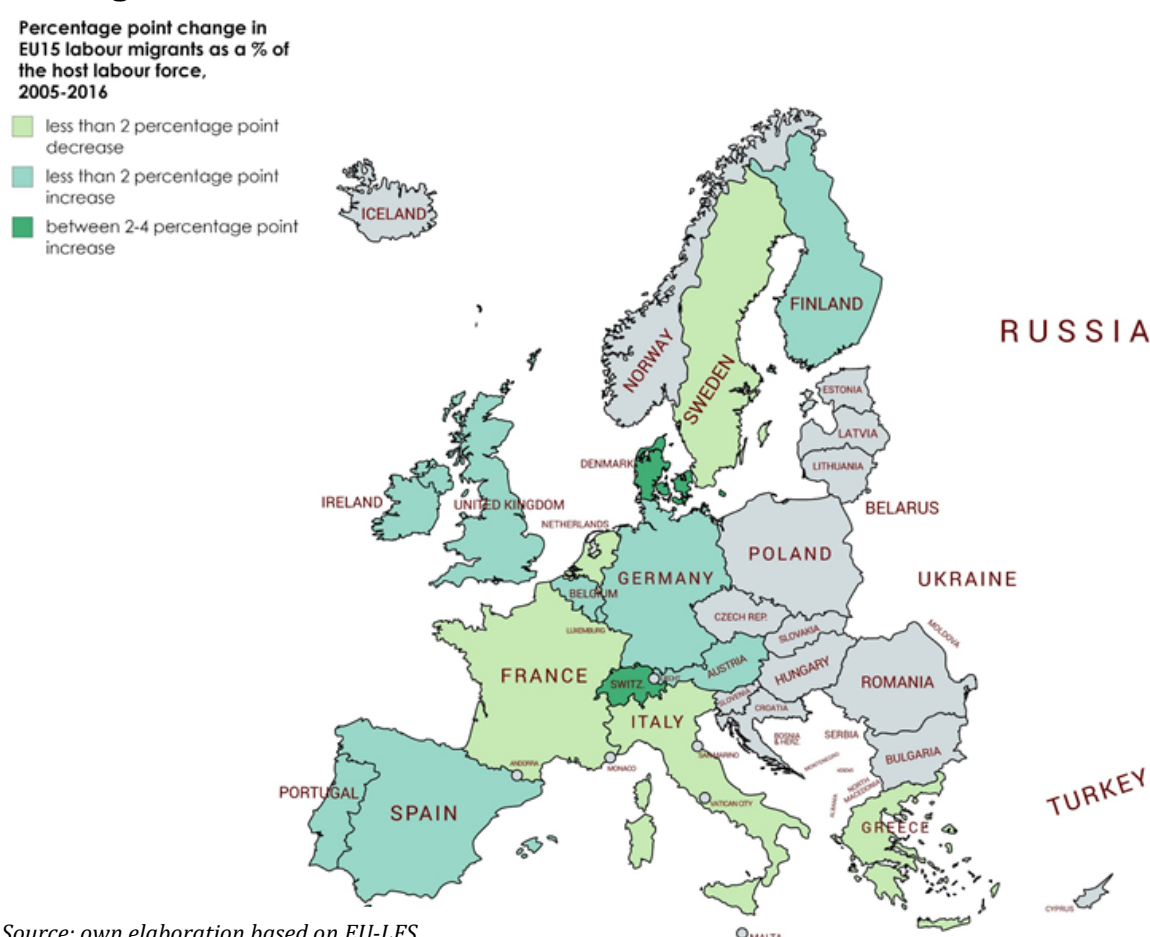 Percentage point change in
EU15 labour migrants as a % of
the host labour force,
2005-2016
less than 2 percentage point
decrease
less than 2 percentage point
increase
between 2-4 percentage point
increase
ICELAND
NORWAY
SWEDEN
FINLAND
RUSSIA
ESTONIA
LATVIA
LITHUANIA
DENMARK
IRELAND
UNITED KINGDOM
NETHERLANDS
BELARUS
POLAND
GERMANY
BELGIUM
UKRAINE
LUXEMBURG
CZECH REP.
SLOVAKIA
MOLDOVA
FRANCE
SWITZ.
AUSTRIA
HUNGARY
ROMANIA
SLOVENIA
CROATIA
ITALY
BOSNIA
& HERZ.
SERBIA
SAN MARINO
MONTENEGRO
BULGARIA
ANDORRA
MONACO
NORTH
MACEDONIA
ALBANIA
PORTUGAL
SPAIN
VATICAN CITY
GREECE
TURKEY
CYPRUS
MALTA
Source: own elaboration based on EU-LFS